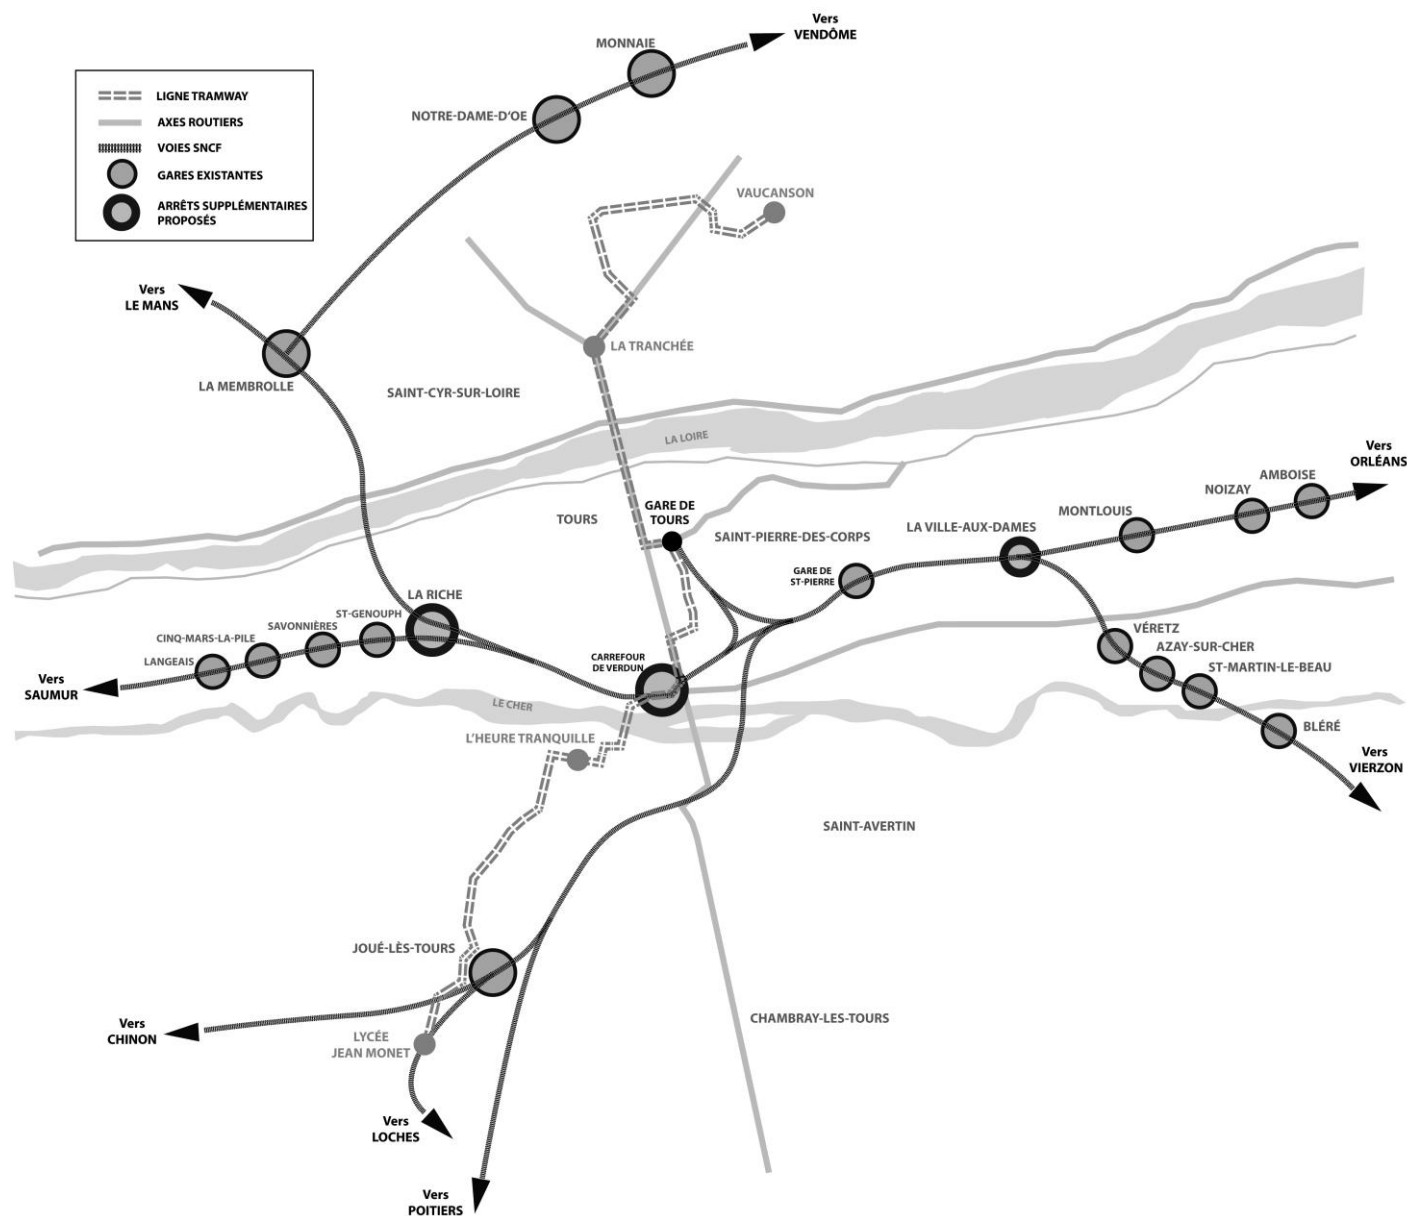 Vers
VENDÔME
MONNAIE
NOTRE-DAME-D'OE
LIGNE TRAMWAY
AXES ROUTIERS
VOIES SNCF
GARES EXISTANTES
ARRÊTS SUPPLÉMENTAIRES
PROPOSÉS
VAUCANSON
Vers
LE MANS
LA TRANCHÉE
LA MEMBROLLE
SAINT-CYR-SUR-LOIRE
LA LOIRE
Vers
ORLÉANS
AMBOISE
NOIZAY
MONTLOUIS
GARE DE
TOURS
TOURS
LA VILLE-AUX-DAMES
SAINT-PIERRE-DES-CORPS
GARE DE
ST-PIERRE
LA RICHE
ST-GENOUPH
SAVONNIÈRES
CINQ-MARS-LA-PILE
LANGEAIS
VÉRETZ
AZAY-SUR-CHER
ST-MARTIN-LE-BEAU
CARREFOUR
DE VERDUN
Vers
SAUMUR
LE CHER
BLÉRÉ
L'HEURE TRANQUILLE
Vers
VIERZON
SAINT-AVERTIN
JOUÉ-LÈS-TOURS
CHAMBRAY-LES-TOURS
Vers
CHINON
LYCÉE
JEAN MONET
Vers
LOCHES
Vers
POITIERS